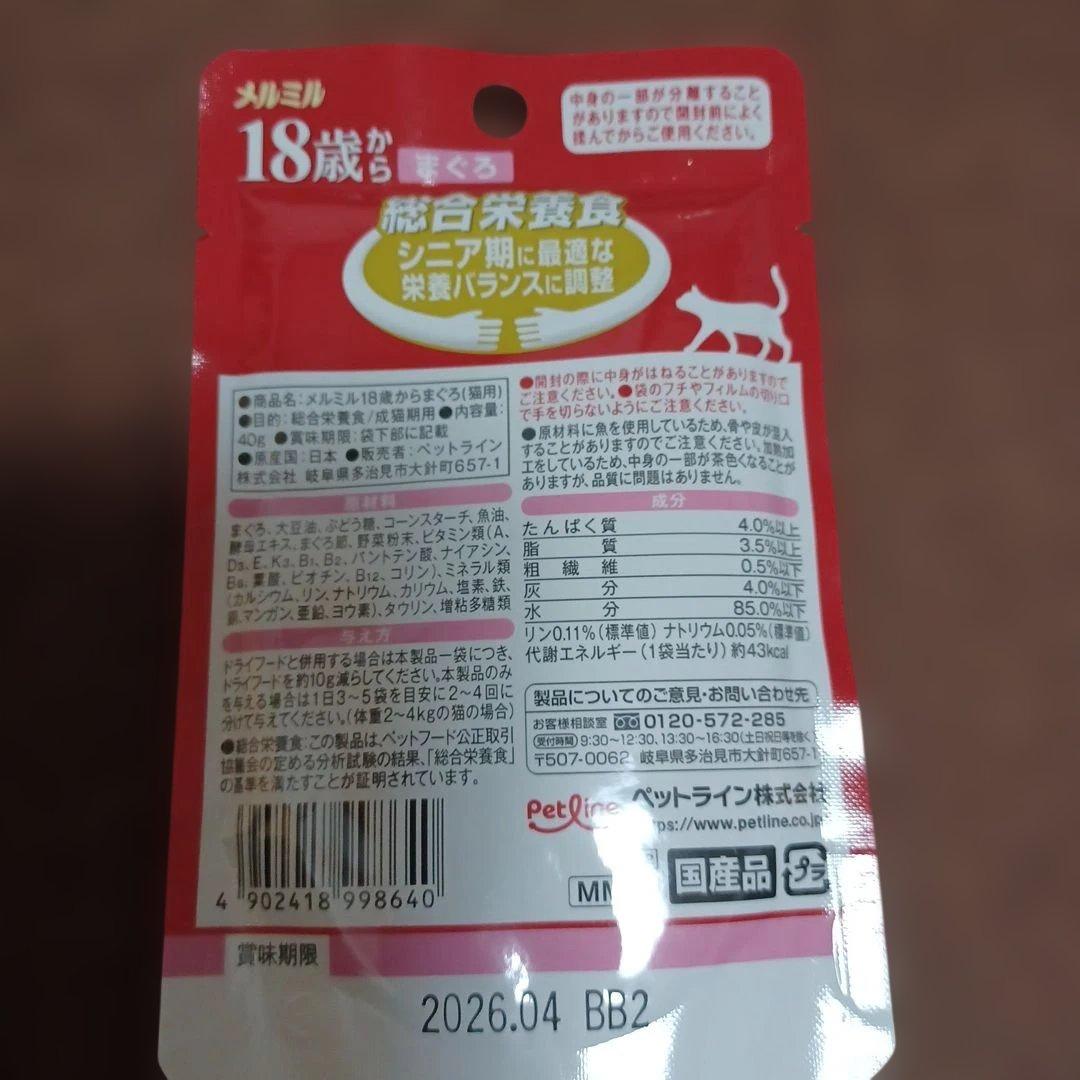 メルミル
18歳から
まぐろ
中身の一部が分離すること
がありますので開封前によく
揉んでからご使用ください。
総合栄養食
シニア期に最適な
栄養バランスに調整
●商品名：メルミル18歳からまぐろ（猫用）
●目的：総合栄養食/成猫期用 ●内容量：
40g ●賞味期限：袋下部に記載
●原産国：日本 ●販売者：ペットライン
株式会社 岐阜県多治見市大針町657-1
原材料
まぐろ、大豆油、ぶどう糖、コーンスターチ、魚油、
酵母エキス、まぐろ節、野菜粉末、ビタミン類（A、
D3、E、K3、B1、B2、パントテン酸、ナイアシン、
B6、葉酸、ビオチン、B12、コリン）、ミネラル類
（カルシウム、リン、ナトリウム、カリウム、塩素、鉄、
銅、マンガン、亜鉛、ヨウ素）、タウリン、増粘多糖類
与え方
ドライフードと併用する場合は本製品一袋につき、
ドライフードを約10g減らしてください。本製品のみ
を与える場合は1日3～5袋を目安に2～4回に
分けて与えてください。（体重2～4kgの猫の場合）
●総合栄養食：この製品は、ペットフード公正取引
協議会の定める分析試験の結果、「総合栄養食」
の基準を満たすことが証明されています。
4 902418 998640
●開封の際に中身がはねることがありますので
ご注意ください。●袋のフチやフィルムの切り口
で手を切らないようにご注意ください。
●原材料に魚を使用しているため、骨や皮が混入
することがありますのでご注意ください。加熱加
工をしているため、中身の一部が茶色くなることが
ありますが、品質に問題はありません。
成分
たんぱく質 4.0%以上
脂質 3.5%以上
粗繊維 0.5%以下
灰分 4.0%以下
水分 85.0%以下
リン0.11%（標準値） ナトリウム0.05%（標準値）
代謝エネルギー（1袋当たり）約43kcal
製品についてのご意見・お問い合わせ先
お客様相談室 0120-572-285
受付時間 9:30～12:30、13:30～16:30（土日祝日等を除く）
〒507-0062 岐阜県多治見市大針町657-1
Petline ペットライン株式会社
ps://www.petline.co.jp
MM
国産品
プラ
賞味期限
2026.04 BB2